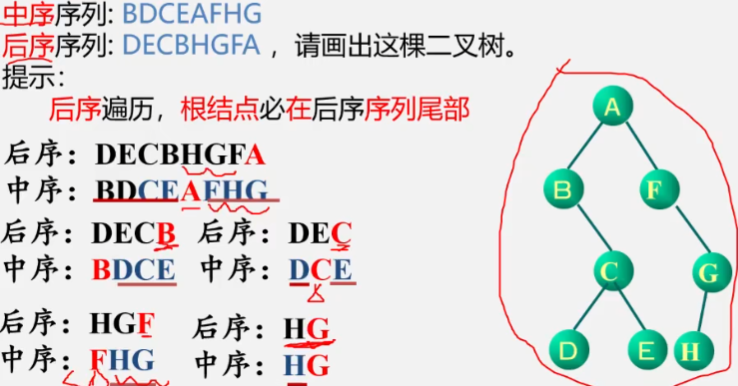 中序序列: BDCEAFHG
后序序列: DECBHGFA ，请画出这棵二叉树。
提示：
后序遍历，根结点必在后序序列尾部
后序：DECBHGFA
中序：BDCEAFHG
后序：DECB 后序：DEC
中序：BDCE 中序：DCE
后序：HGF 后序：HG
中序：FHG 中序：HG
A
B F
C G
D E H